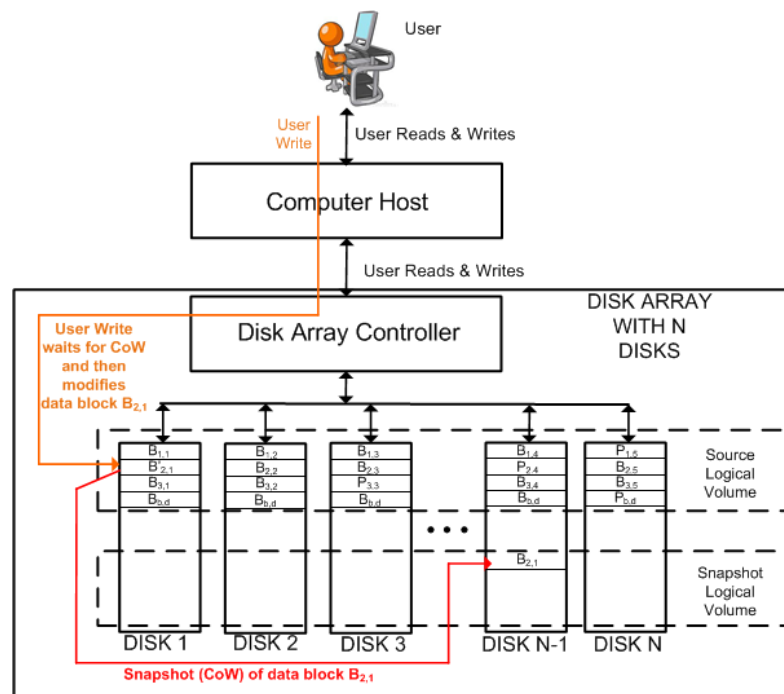 User
User
Write
User Reads & Writes
Computer Host
User Reads & Writes
DISK ARRAY
WITH N
DISKS
Disk Array Controller
User Write
waits for CoW
and then
modifies
data block B2,1
B1,1 B1,2 B1,3 B1,4 P1,5
B'2,1 B2,2 B2,3 P2,4 B2,5
B3,1 B3,2 P3,3 B3,4 B3,5
Bb,d Bb,d Bb,d Bb,d Pb,d
Source
Logical
Volume
B2,1
Snapshot
Logical
Volume
DISK 1 DISK 2 DISK 3 DISK N-1 DISK N
Snapshot (CoW) of data block B2,1